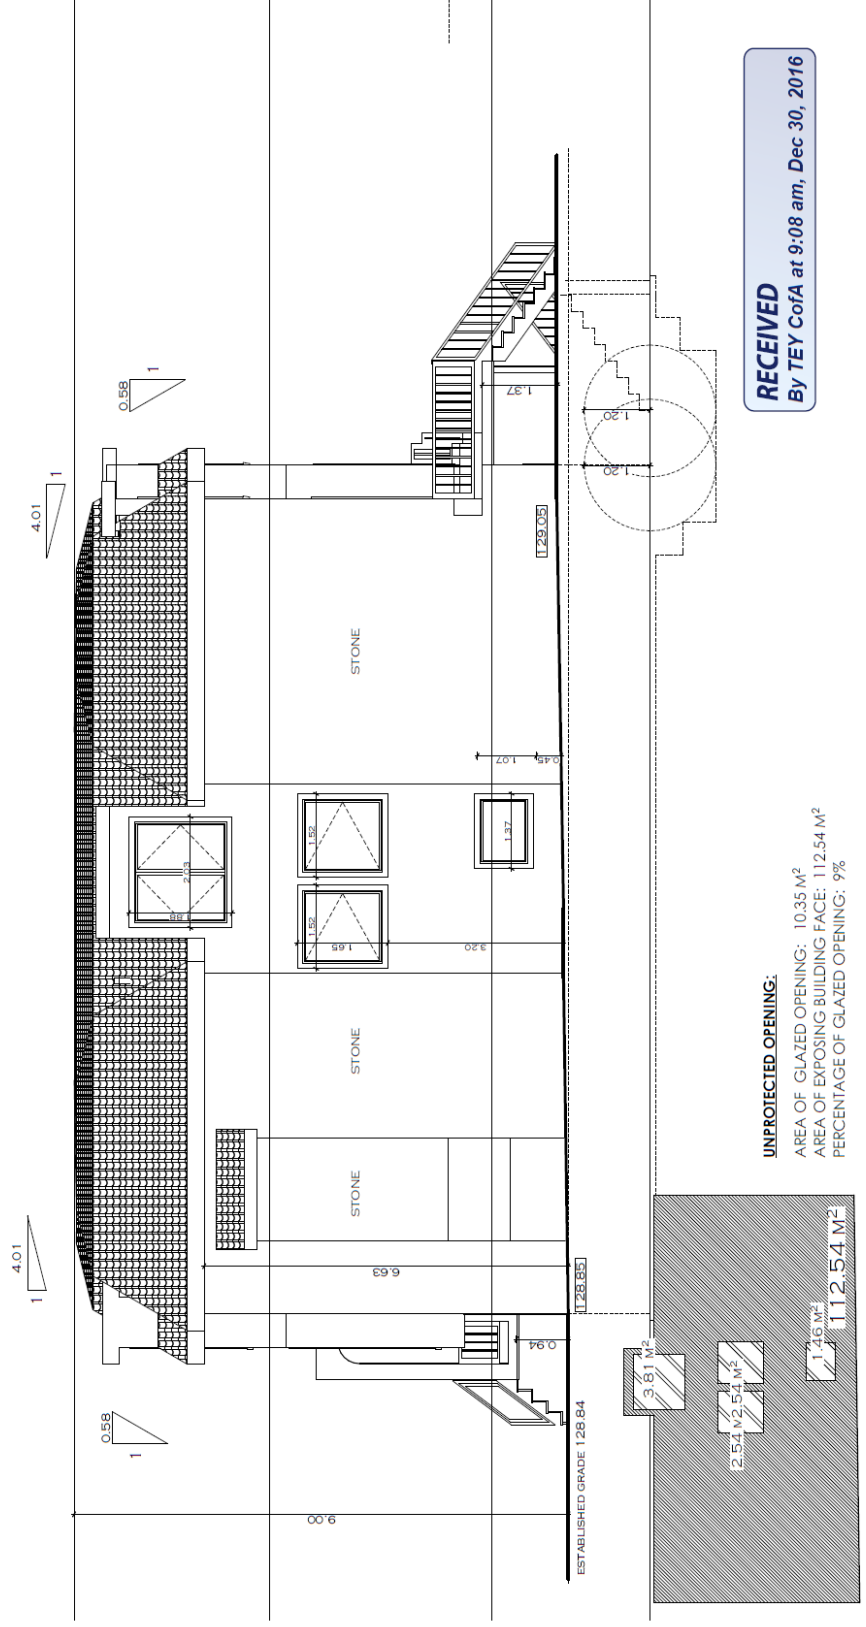 4.01
1
0.58
1
4.01
1
0.58
1
9.00
STONE
STONE
STONE
2.03
1.88
1.52
1.52
1.65
3.20
1.37
1.07
0.45
6.63
0.94
1.37
1.20
1.20
129.05
128.85
ESTABLISHED GRADE 128.84
3.81 M²
2.54 M²
2.54 M²
1.46 M²
112.54 M²
UNPROTECTED OPENING:
AREA OF GLAZED OPENING: 10.35 M²
AREA OF EXPOSING BUILDING FACE: 112.54 M²
PERCENTAGE OF GLAZED OPENING: 9%
RECEIVED
By TEY CofA at 9:08 am, Dec 30, 2016